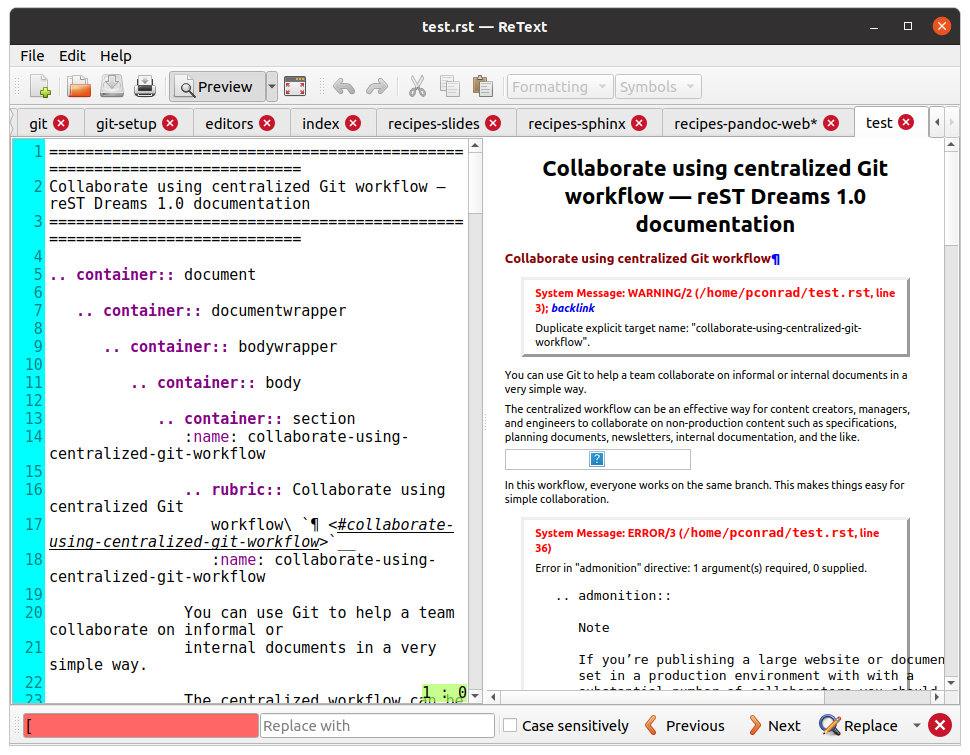 test.rst — ReText
File Edit Help
Preview Formatting Symbols
git git-setup editors index recipes-slides recipes-sphinx recipes-pandoc-web* test
1 ==============================================
============================
2 Collaborate using centralized Git workflow —
reST Dreams 1.0 documentation
3 ==============================================
============================
4
5 .. container:: document
6
7 .. container:: documentwrapper
8
9 .. container:: bodywrapper
10
11 .. container:: body
12
13 .. container:: section
14 :name: collaborate-using-
centralized-git-workflow
15
16 .. rubric:: Collaborate using
centralized Git
17 workflow\ `¶ <#collaborate-
using-centralized-git-workflow>`__
18 :name: collaborate-using-
centralized-git-workflow
19
20 You can use Git to help a team
collaborate on informal or
21 internal documents in a very
simple way.
22
23 The centralized workflow can be
1 : 0
Collaborate using centralized Git
workflow — reST Dreams 1.0
documentation
Collaborate using centralized Git workflow¶
System Message: WARNING/2 (/home/pconrad/test.rst, line
3); backlink
Duplicate explicit target name: "collaborate-using-centralized-git-
workflow".
You can use Git to help a team collaborate on informal or internal documents in a
very simple way.
The centralized workflow can be an effective way for content creators, managers,
and engineers to collaborate on non-production content such as specifications,
planning documents, newsletters, internal documentation, and the like.
?
In this workflow, everyone works on the same branch. This makes things easy for
simple collaboration.
System Message: ERROR/3 (/home/pconrad/test.rst, line
36)
Error in "admonition" directive: 1 argument(s) required, 0 supplied.
.. admonition::
Note
If you’re publishing a large website or documen
set in a production environment with with a
substantial number of collaborators you should
[ Replace with Case sensitively Previous Next Replace